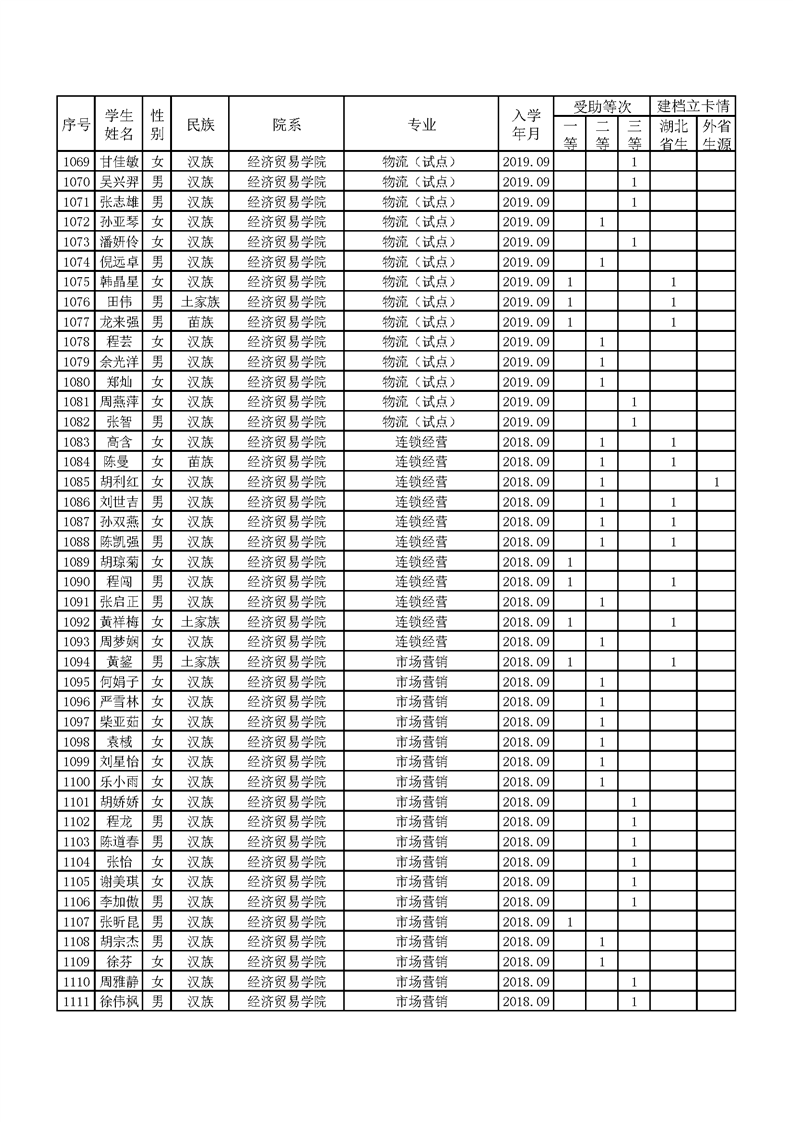 序号 学生姓名 性别 民族 院系 专业 入学年月 受助等次 建档立卡情
一等 二等 三等 湖北省生 外省生源
1069 甘佳敏 女 汉族 经济贸易学院 物流（试点） 2019.09 1
1070 吴兴羿 男 汉族 经济贸易学院 物流（试点） 2019.09 1
1071 张志雄 男 汉族 经济贸易学院 物流（试点） 2019.09 1
1072 孙亚琴 女 汉族 经济贸易学院 物流（试点） 2019.09 1
1073 潘妍伶 女 汉族 经济贸易学院 物流（试点） 2019.09 1
1074 倪远卓 男 汉族 经济贸易学院 物流（试点） 2019.09 1
1075 韩晶星 女 汉族 经济贸易学院 物流（试点） 2019.09 1 1
1076 田伟 男 土家族 经济贸易学院 物流（试点） 2019.09 1 1
1077 龙来强 男 苗族 经济贸易学院 物流（试点） 2019.09 1 1
1078 程芸 女 汉族 经济贸易学院 物流（试点） 2019.09 1
1079 余光洋 男 汉族 经济贸易学院 物流（试点） 2019.09 1
1080 郑灿 女 汉族 经济贸易学院 物流（试点） 2019.09 1
1081 周燕萍 女 汉族 经济贸易学院 物流（试点） 2019.09 1
1082 张智 男 汉族 经济贸易学院 物流（试点） 2019.09 1
1083 高含 女 汉族 经济贸易学院 连锁经营 2018.09 1 1
1084 陈曼 女 苗族 经济贸易学院 连锁经营 2018.09 1 1
1085 胡利红 女 汉族 经济贸易学院 连锁经营 2018.09 1 1
1086 刘世吉 男 汉族 经济贸易学院 连锁经营 2018.09 1 1
1087 孙双燕 女 汉族 经济贸易学院 连锁经营 2018.09 1 1
1088 陈凯强 男 汉族 经济贸易学院 连锁经营 2018.09 1 1
1089 胡琼菊 女 汉族 经济贸易学院 连锁经营 2018.09 1
1090 程闯 男 汉族 经济贸易学院 连锁经营 2018.09 1 1
1091 张启正 男 汉族 经济贸易学院 连锁经营 2018.09 1
1092 黄祥梅 女 土家族 经济贸易学院 连锁经营 2018.09 1 1
1093 周梦娴 女 汉族 经济贸易学院 连锁经营 2018.09 1
1094 黄鋆 男 土家族 经济贸易学院 市场营销 2018.09 1 1
1095 何娟子 女 汉族 经济贸易学院 市场营销 2018.09 1
1096 严雪林 女 汉族 经济贸易学院 市场营销 2018.09 1
1097 柴亚茹 女 汉族 经济贸易学院 市场营销 2018.09 1
1098 袁棫 女 汉族 经济贸易学院 市场营销 2018.09 1
1099 刘星怡 女 汉族 经济贸易学院 市场营销 2018.09 1
1100 乐小雨 女 汉族 经济贸易学院 市场营销 2018.09 1
1101 胡娇娇 女 汉族 经济贸易学院 市场营销 2018.09 1
1102 程龙 男 汉族 经济贸易学院 市场营销 2018.09 1
1103 陈道春 男 汉族 经济贸易学院 市场营销 2018.09 1
1104 张怡 女 汉族 经济贸易学院 市场营销 2018.09 1
1105 谢美琪 女 汉族 经济贸易学院 市场营销 2018.09 1
1106 李加傲 男 汉族 经济贸易学院 市场营销 2018.09 1
1107 张昕昆 男 汉族 经济贸易学院 市场营销 2018.09 1
1108 胡宗杰 男 汉族 经济贸易学院 市场营销 2018.09 1
1109 徐芬 女 汉族 经济贸易学院 市场营销 2018.09 1
1110 周雅静 女 汉族 经济贸易学院 市场营销 2018.09 1
1111 徐伟枫 男 汉族 经济贸易学院 市场营销 2018.09 1